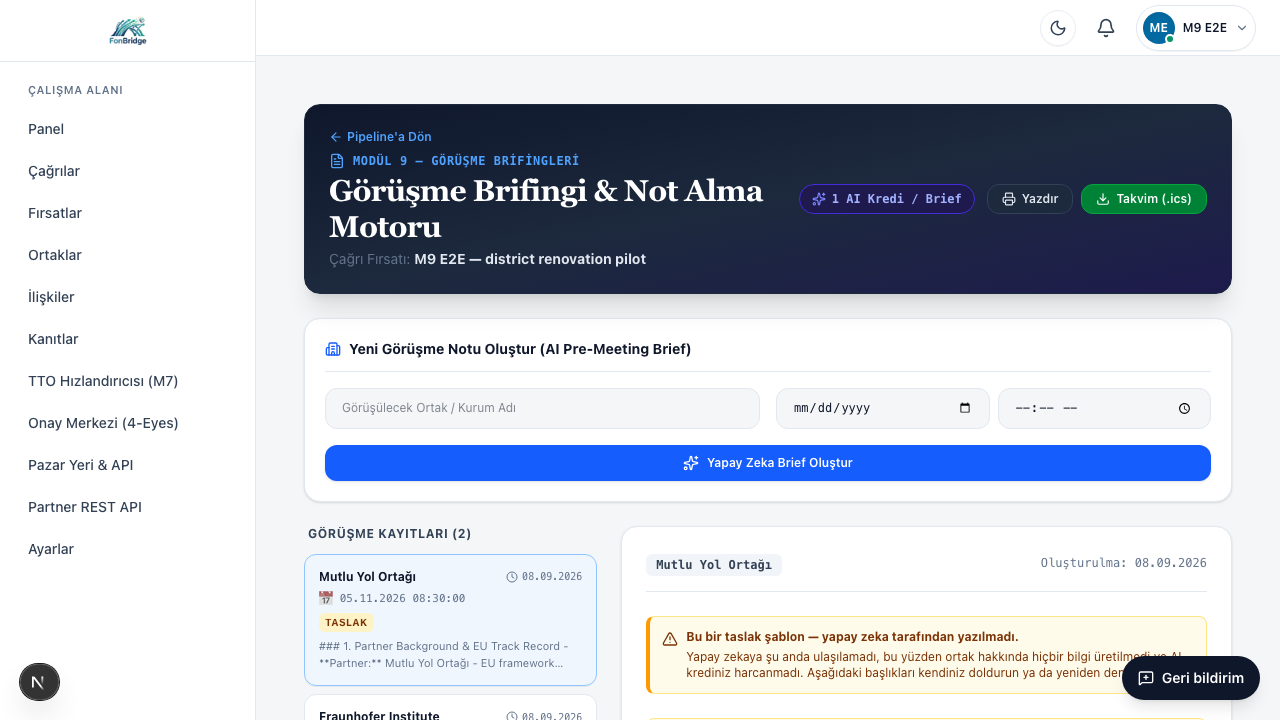 FonBridge
ÇALIŞMA ALANI
Panel
Çağrılar
Fırsatlar
Ortaklar
İlişkiler
Kanıtlar
TTO Hızlandırıcısı (M7)
Onay Merkezi (4-Eyes)
Pazar Yeri & API
Partner REST API
Ayarlar
N
ME
M9 E2E
Pipeline'a Dön
MODÜL 9 — GÖRÜŞME BRİFİNGLERİ
Görüşme Brifingi & Not Alma
Motoru
Çağrı Fırsatı: M9 E2E — district renovation pilot
1 AI Kredi / Brief
Yazdır
Takvim (.ics)
Yeni Görüşme Notu Oluştur (AI Pre-Meeting Brief)
Görüşülecek Ortak / Kurum Adı
mm/dd/yyyy
--:-- --
Yapay Zeka Brief Oluştur
GÖRÜŞME KAYITLARI (2)
Mutlu Yol Ortağı
08.09.2026
05.11.2026 08:30:00
TASLAK
### 1. Partner Background & EU Track Record -
**Partner:** Mutlu Yol Ortağı - EU framework...
Fraunhofer Institute
08.09.2026
Mutlu Yol Ortağı
Oluşturulma: 08.09.2026
Bu bir taslak şablon — yapay zeka tarafından yazılmadı.
Yapay zekaya şu anda ulaşılamadı, bu yüzden ortak hakkında hiçbir bilgi üretilmedi ve AI
krediniz harcanmadı. Aşağıdaki başlıkları kendiniz doldurun ya da yeniden
Geri bildirim